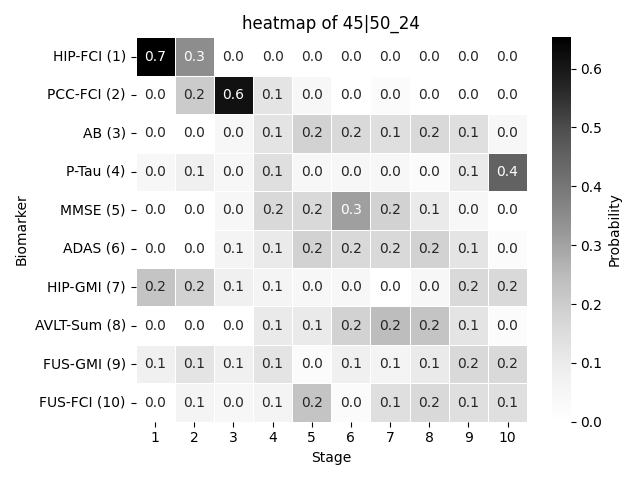 heatmap of 45|50_24
HIP-FCI (1) 0.7 0.3 0.0 0.0 0.0 0.0 0.0 0.0 0.0 0.0
PCC-FCI (2) 0.0 0.2 0.6 0.1 0.0 0.0 0.0 0.0 0.0 0.0
AB (3) 0.0 0.0 0.0 0.1 0.2 0.2 0.1 0.2 0.1 0.0
P-Tau (4) 0.0 0.1 0.0 0.1 0.0 0.0 0.0 0.0 0.1 0.4
MMSE (5) 0.0 0.0 0.0 0.2 0.2 0.3 0.2 0.1 0.0 0.0
ADAS (6) 0.0 0.0 0.1 0.1 0.2 0.2 0.2 0.2 0.1 0.0
HIP-GMI (7) 0.2 0.2 0.1 0.1 0.0 0.0 0.0 0.0 0.2 0.2
AVLT-Sum (8) 0.0 0.0 0.0 0.1 0.1 0.2 0.2 0.2 0.1 0.0
FUS-GMI (9) 0.1 0.1 0.1 0.1 0.0 0.1 0.1 0.1 0.2 0.2
FUS-FCI (10) 0.0 0.1 0.0 0.1 0.2 0.0 0.1 0.2 0.1 0.1
1 2 3 4 5 6 7 8 9 10
Stage
Biomarker
0.6
0.5
0.4
0.3
0.2
0.1
0.0
Probability